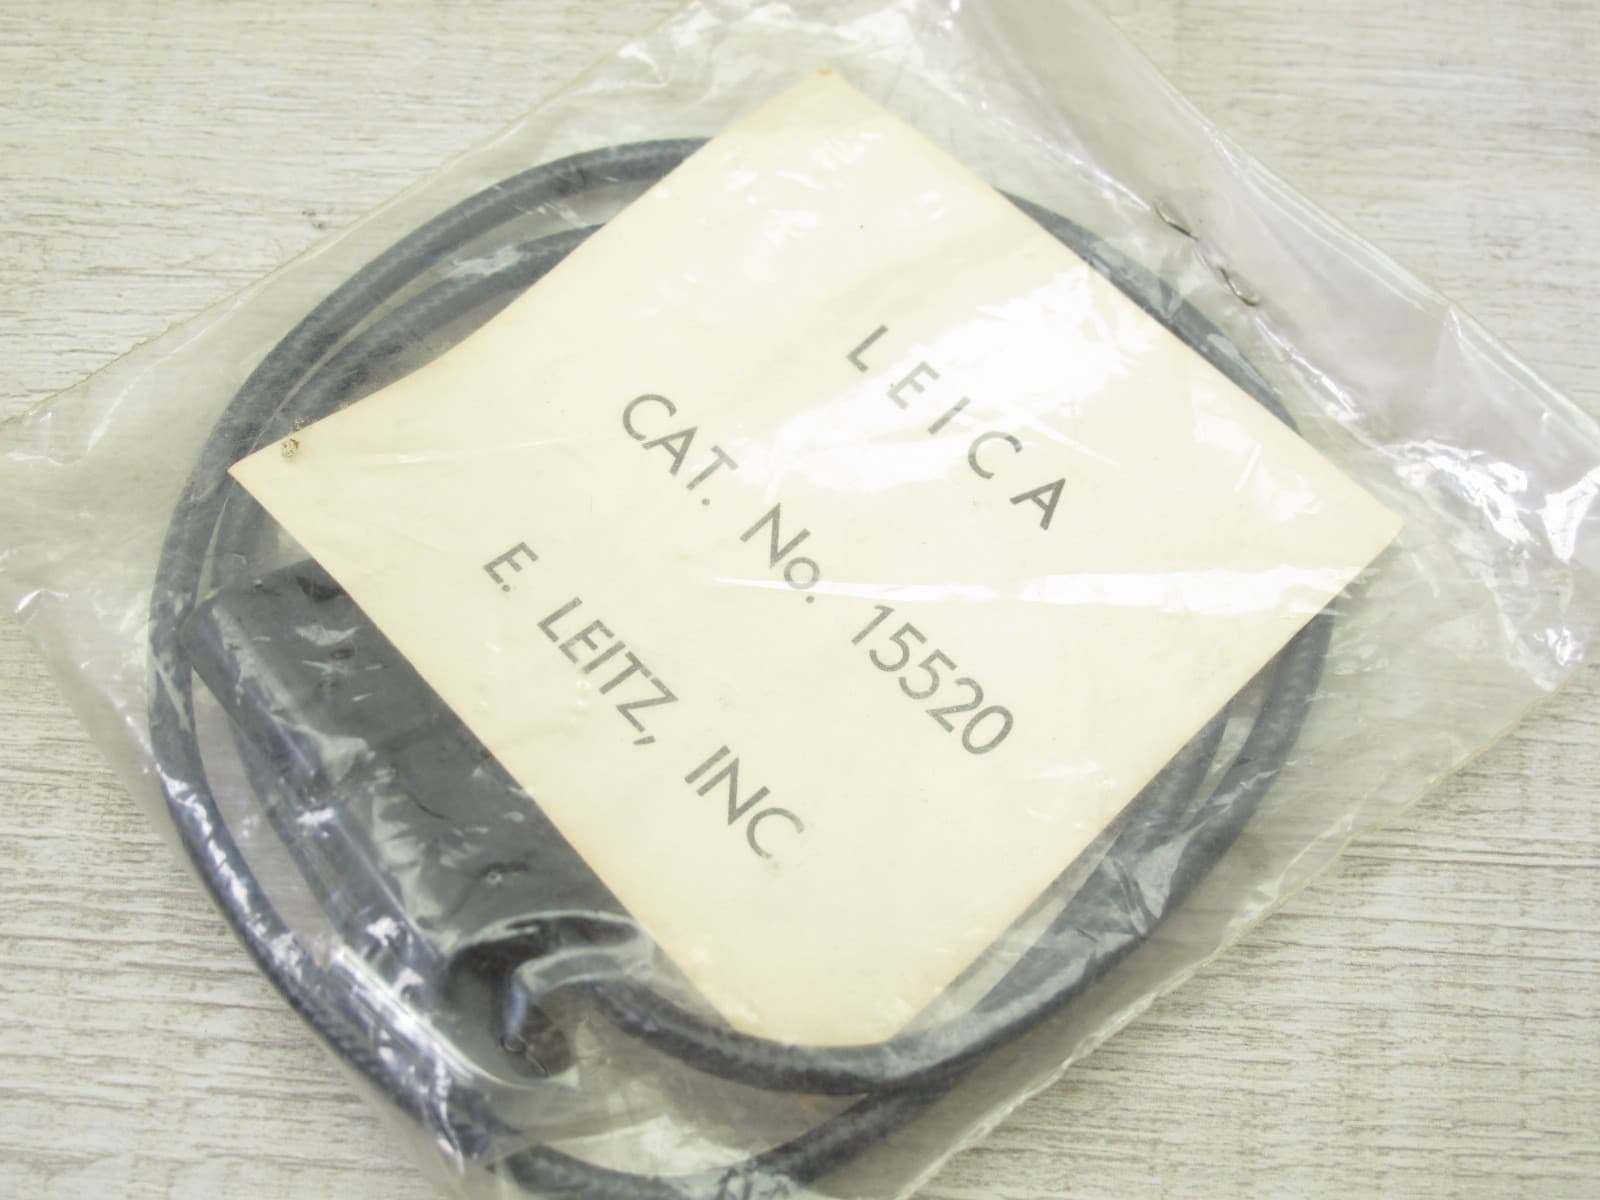 LEICA
CAT. No. 15520
E. LEITZ, INC